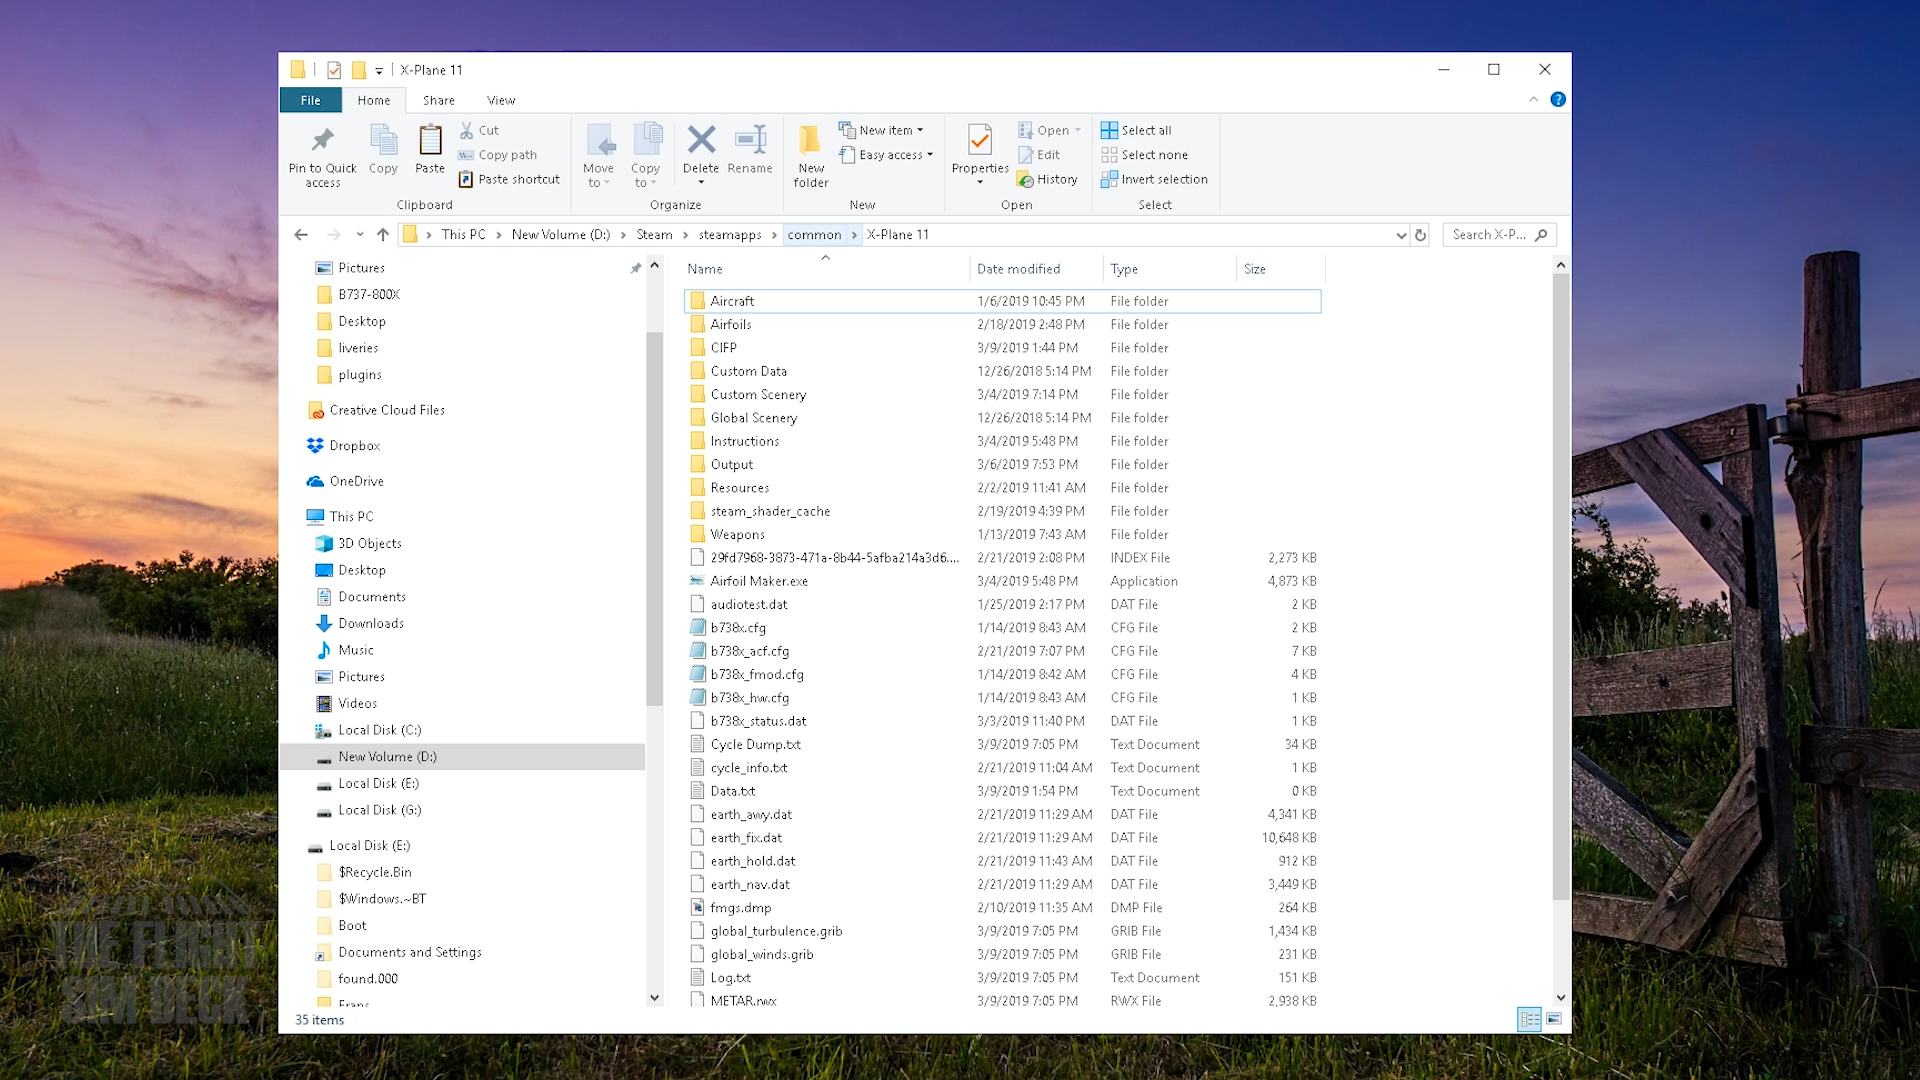 X-Plane 11
File Home Share View
Pin to Quick access
Copy
Paste
Cut
Copy path
Paste shortcut
Clipboard
Move to
Copy to
Delete
Rename
Organize
New folder
New item
Easy access
New
Properties
Open
Edit
History
Open
Select all
Select none
Invert selection
Select
This PC New Volume (D:) Steam steamapps common X-Plane 11
Search X-P...
Pictures
B737-800X
Desktop
liveries
plugins
Creative Cloud Files
Dropbox
OneDrive
This PC
3D Objects
Desktop
Documents
Downloads
Music
Pictures
Videos
Local Disk (C:)
New Volume (D:)
Local Disk (E:)
Local Disk (G:)
Local Disk (E:)
$Recycle.Bin
$Windows.~BT
Boot
Documents and Settings
found.000
Name Date modified Type Size
Aircraft 1/6/2019 10:45 PM File folder
Airfoils 2/18/2019 2:48 PM File folder
CIFP 3/9/2019 1:44 PM File folder
Custom Data 12/26/2018 5:14 PM File folder
Custom Scenery 3/4/2019 7:14 PM File folder
Global Scenery 12/26/2018 5:14 PM File folder
Instructions 3/4/2019 5:48 PM File folder
Output 3/6/2019 7:53 PM File folder
Resources 2/2/2019 11:41 AM File folder
steam_shader_cache 2/19/2019 4:39 PM File folder
Weapons 1/13/2019 7:43 AM File folder
29fd7968-3873-471a-8b44-5afba214a3d6.... 2/21/2019 2:08 PM INDEX File 2,273 KB
Airfoil Maker.exe 3/4/2019 5:48 PM Application 4,873 KB
audiotest.dat 1/25/2019 2:17 PM DAT File 2 KB
b738x.cfg 1/14/2019 8:43 AM CFG File 2 KB
b738x_acf.cfg 2/21/2019 7:07 PM CFG File 7 KB
b738x_fmod.cfg 1/14/2019 8:42 AM CFG File 4 KB
b738x_hw.cfg 1/14/2019 8:43 AM CFG File 1 KB
b738x_status.dat 3/3/2019 11:40 PM DAT File 1 KB
Cycle Dump.txt 3/9/2019 7:05 PM Text Document 34 KB
cycle_info.txt 2/21/2019 11:04 AM Text Document 1 KB
Data.txt 3/9/2019 1:54 PM Text Document 0 KB
earth_awy.dat 2/21/2019 11:29 AM DAT File 4,341 KB
earth_fix.dat 2/21/2019 11:29 AM DAT File 10,648 KB
earth_hold.dat 2/21/2019 11:43 AM DAT File 912 KB
earth_nav.dat 2/21/2019 11:29 AM DAT File 3,449 KB
fmgs.dmp 2/10/2019 11:35 AM DMP File 264 KB
global_turbulence.grib 3/9/2019 7:05 PM GRIB File 1,434 KB
global_winds.grib 3/9/2019 7:05 PM GRIB File 231 KB
Log.txt 3/9/2019 7:05 PM Text Document 151 KB
METAR.rwx 3/9/2019 7:05 PM RWX File 2,938 KB
35 items
THE FLIGHT
SIM DECK